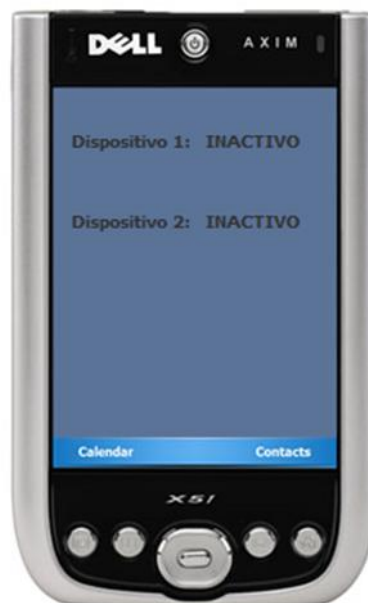 DELL AXIM
Dispositivo 1: INACTIVO
Dispositivo 2: INACTIVO
Calendar Contacts
X51